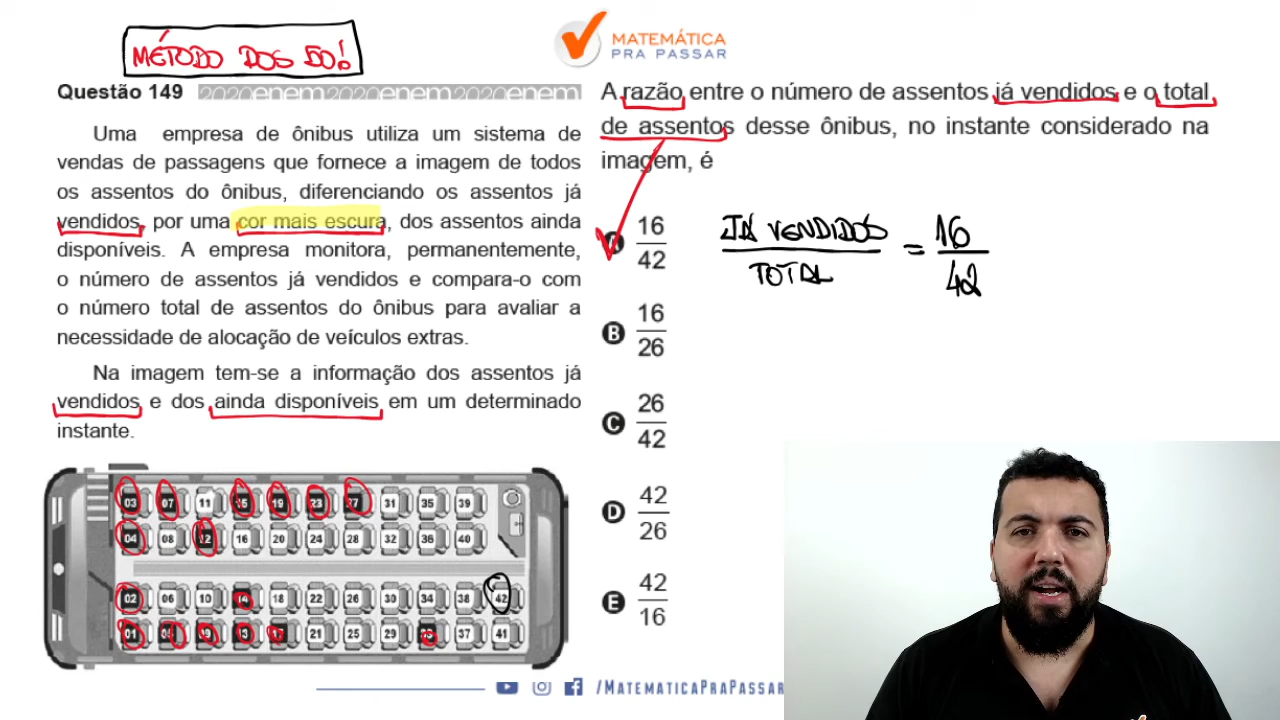 MÉTODO DOS 50!
MATEMÁTICA
PRA PASSAR
Questão 149
2020enem2020enem2020enem
Uma empresa de ônibus utiliza um sistema de
vendas de passagens que fornece a imagem de todos
os assentos do ônibus, diferenciando os assentos já
vendidos, por uma cor mais escura, dos assentos ainda
disponíveis. A empresa monitora, permanentemente,
o número de assentos já vendidos e compara-o com
o número total de assentos do ônibus para avaliar a
necessidade de alocação de veículos extras.
Na imagem tem-se a informação dos assentos já
vendidos e dos ainda disponíveis em um determinado
instante.
03 07 11 15 19 23 27 31 35 39
04 08 12 16 20 24 28 32 36 40
02 06 10 14 18 22 26 30 34 38 42
01 05 09 13 17 21 25 29 33 37 41
A razão entre o número de assentos já vendidos e o total
de assentos desse ônibus, no instante considerado na
imagem, é
A 16
42
B 16
26
C 26
42
D 42
26
E 42
16
JÁ VENDIDOS = 16
TOTAL 42
/MATEMATICAPRAPASSAR